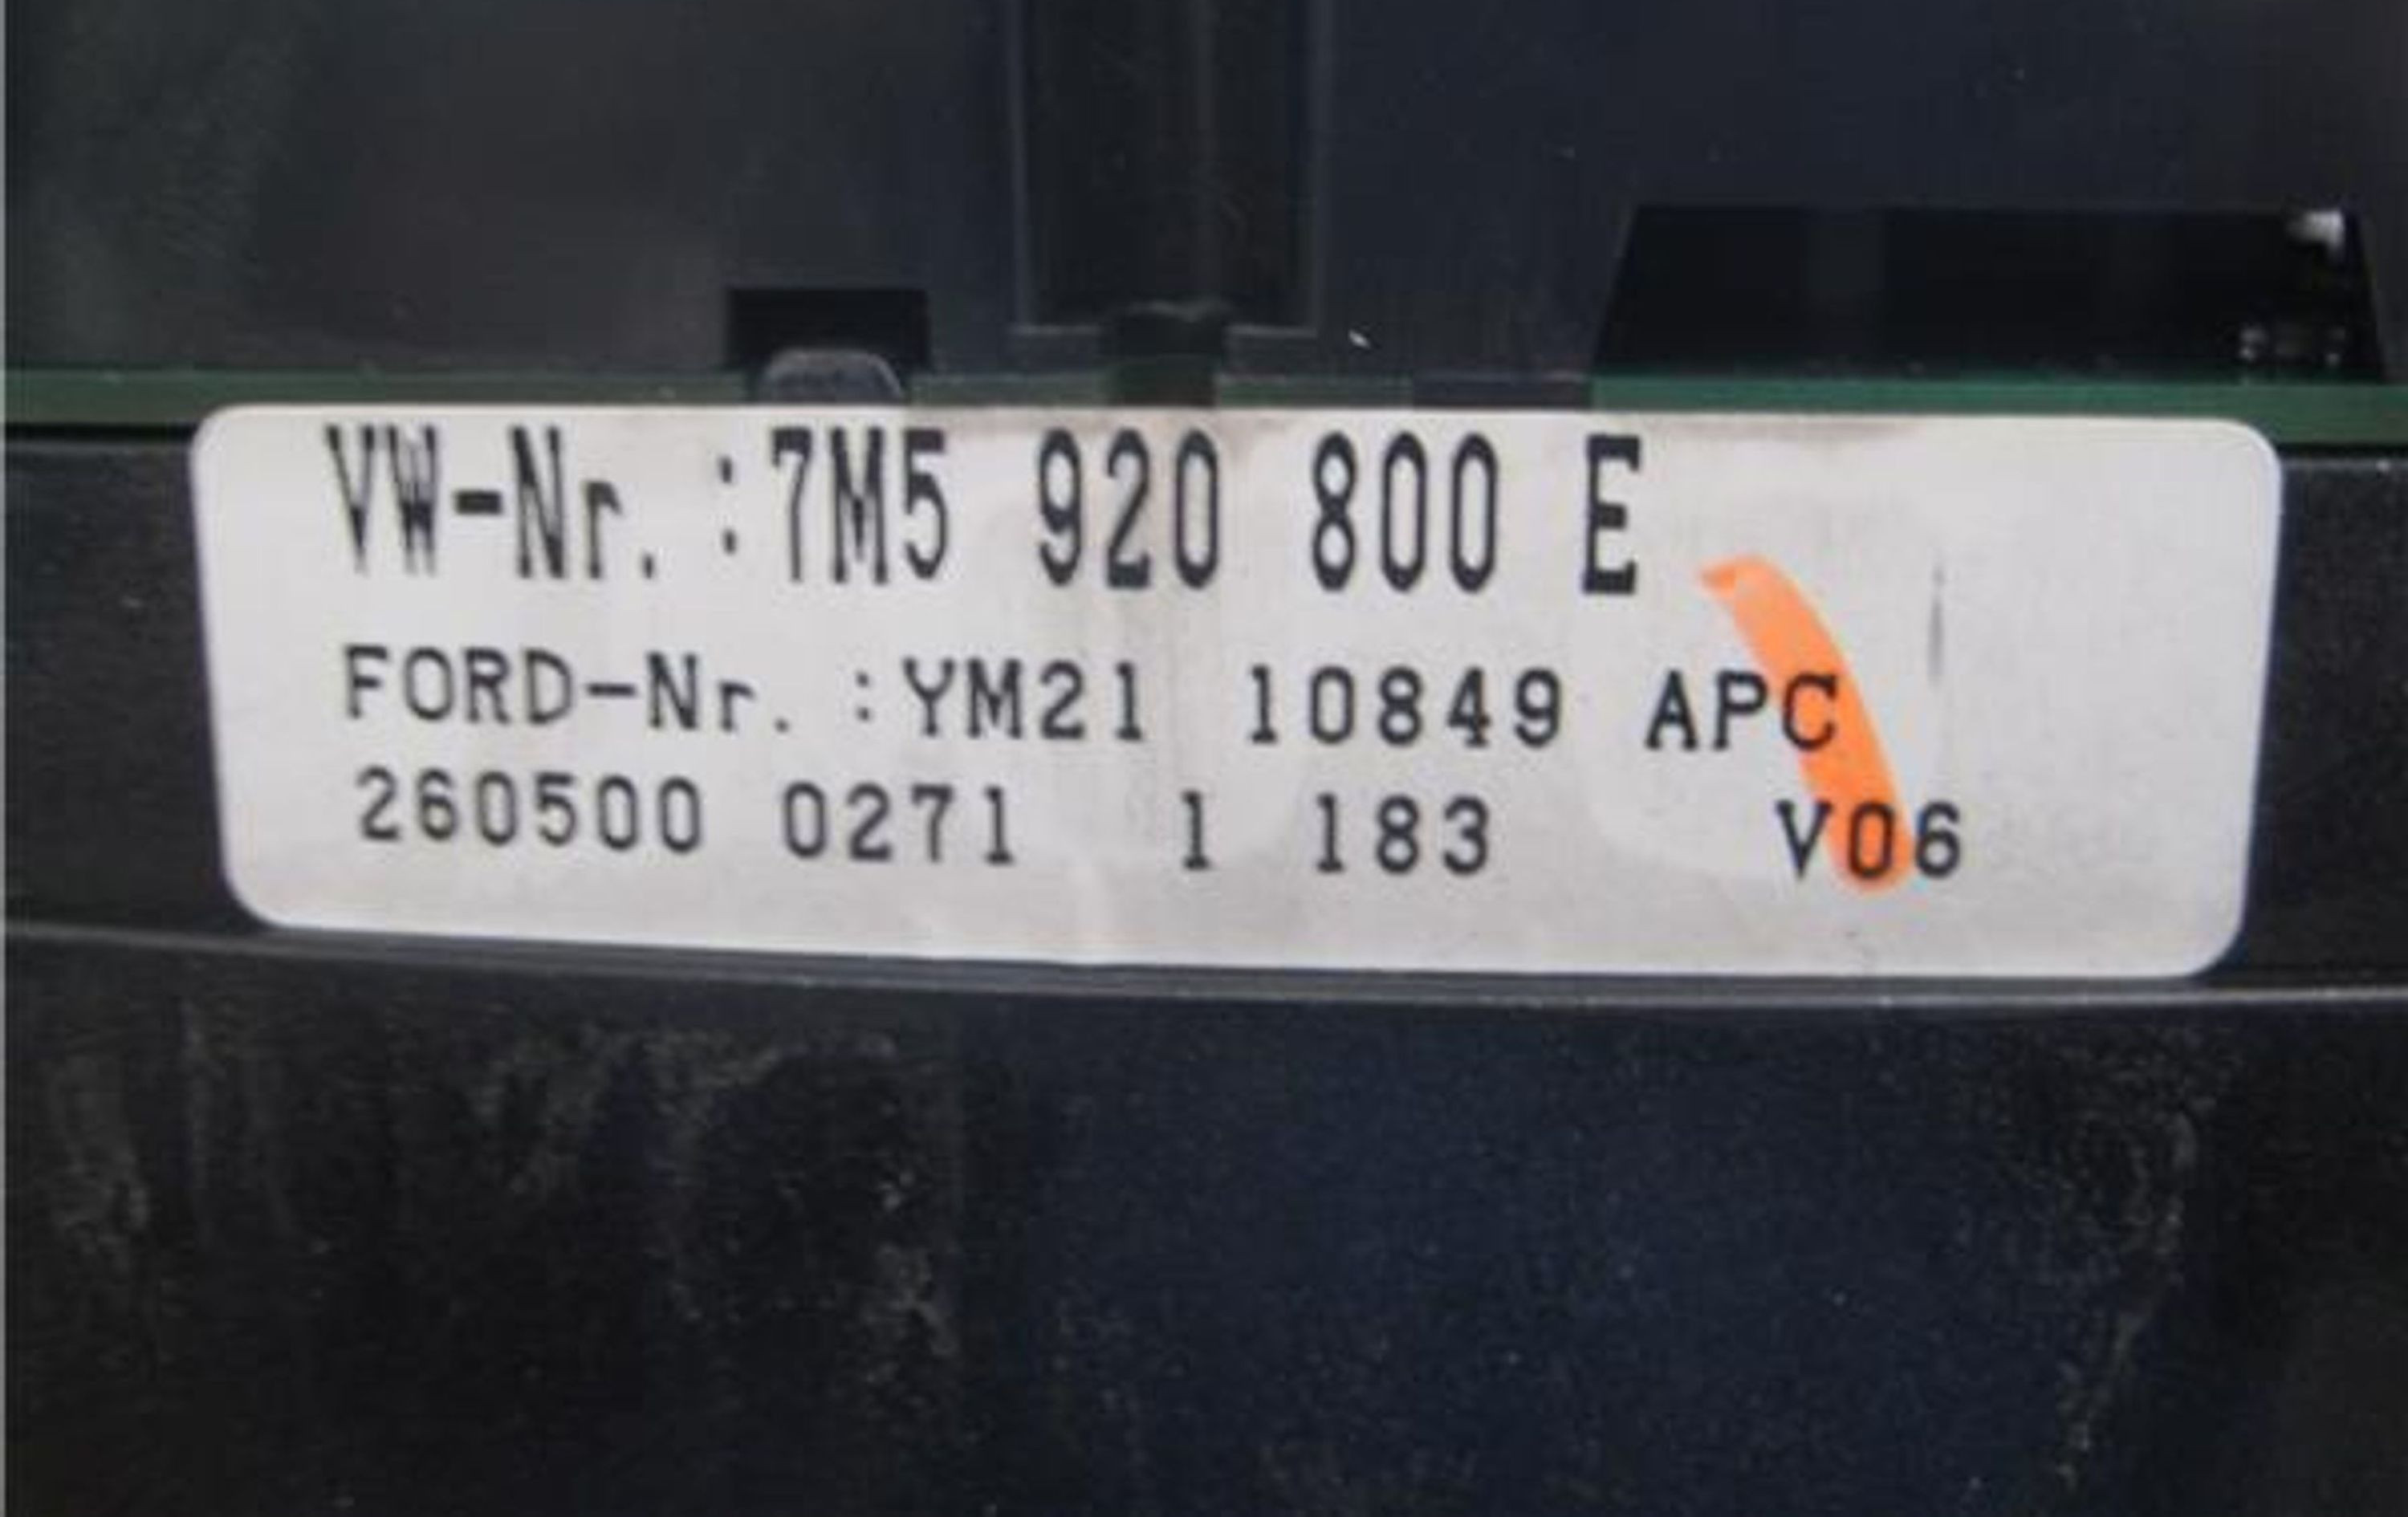 VW-Nr. :7M5 920 800 E
FORD-Nr. :YM21 10849 APC
260500 0271 1 183 V06